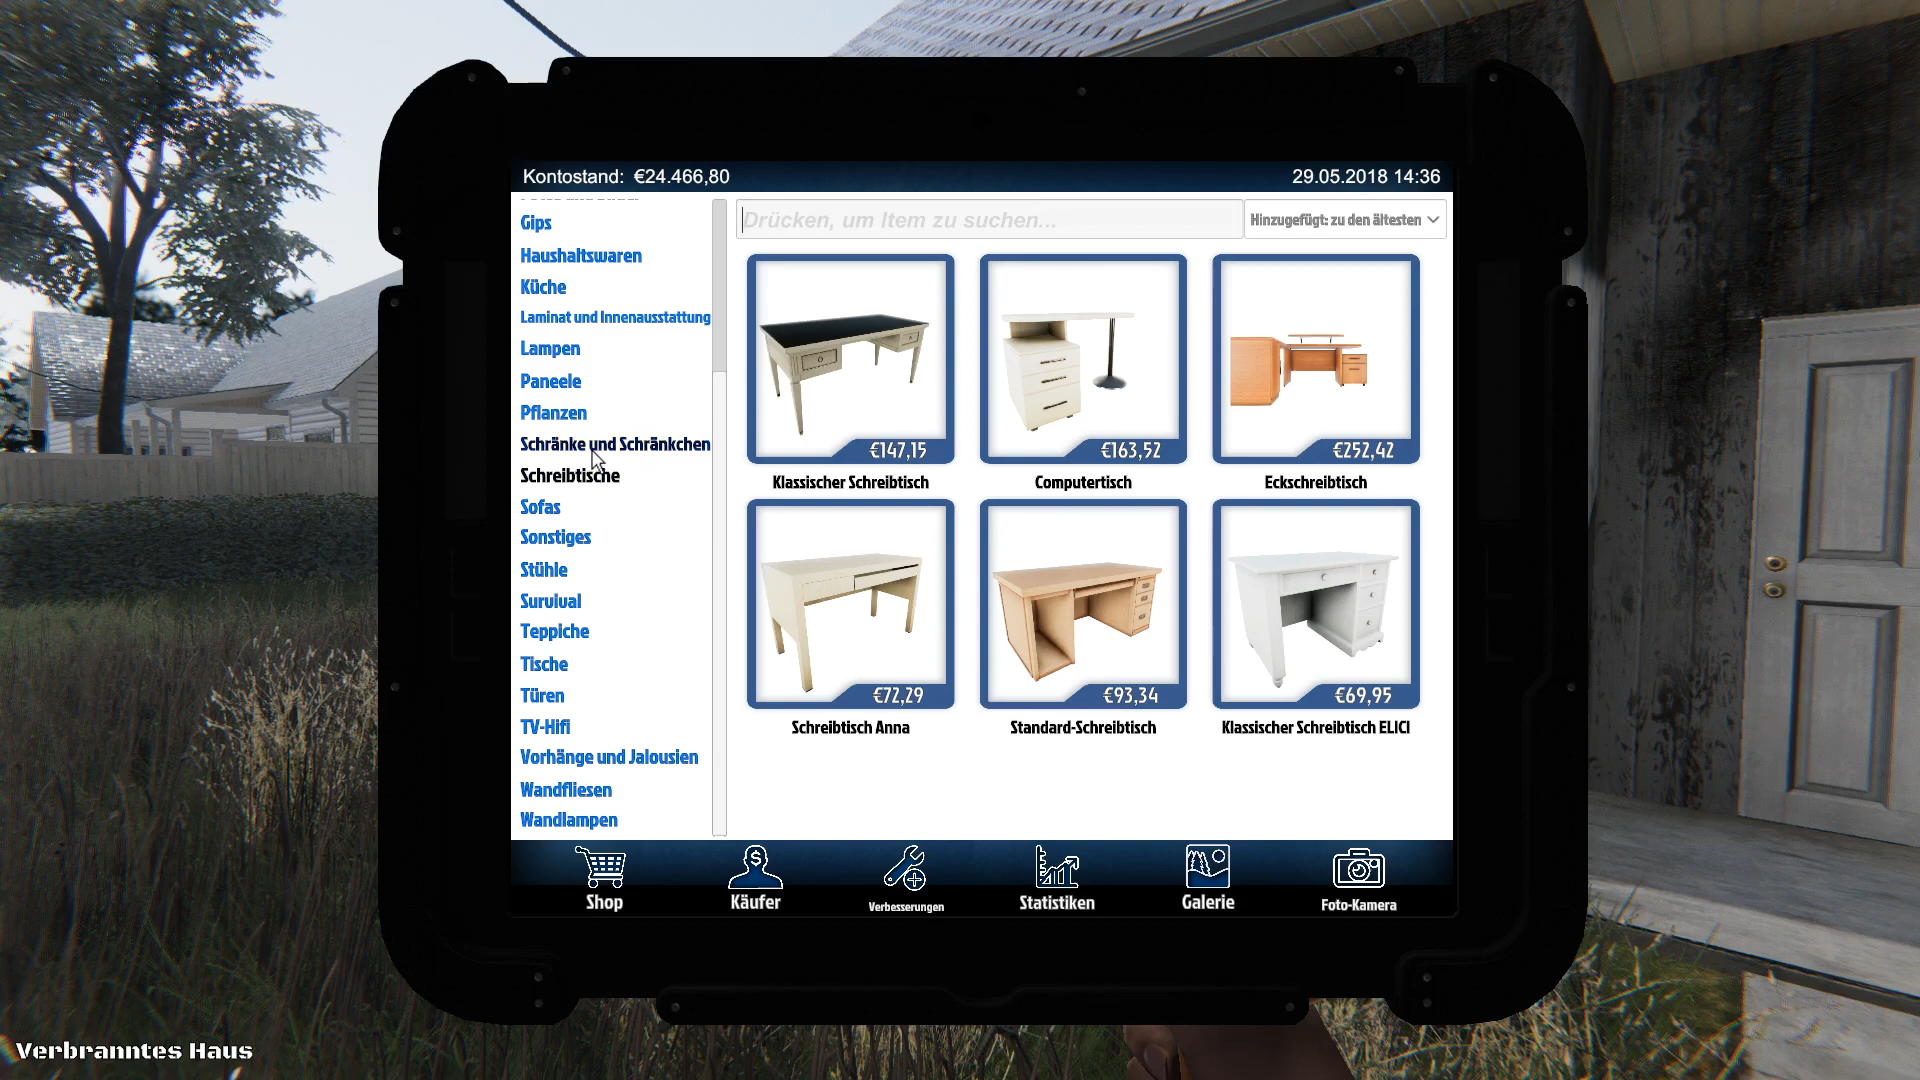 Kontostand: €24.466,80
29.05.2018 14:36
Gips
Haushaltswaren
Küche
Laminat und Innenausstattung
Lampen
Paneele
Pflanzen
Schränke und Schränkchen
Schreibtische
Sofas
Sonstiges
Stühle
Survival
Teppiche
Tische
Türen
TV-Hifi
Vorhänge und Jalousien
Wandfliesen
Wandlampen
Drücken, um Item zu suchen...
Hinzugefügt: zu den ältesten
€147,15
€163,52
€252,42
Klassischer Schreibtisch
Computertisch
Eckschreibtisch
€72,29
€93,34
€69,95
Schreibtisch Anna
Standard-Schreibtisch
Klassischer Schreibtisch ELICI
Shop
Käufer
Verbesserungen
Statistiken
Galerie
Foto-Kamera
Verbranntes Haus